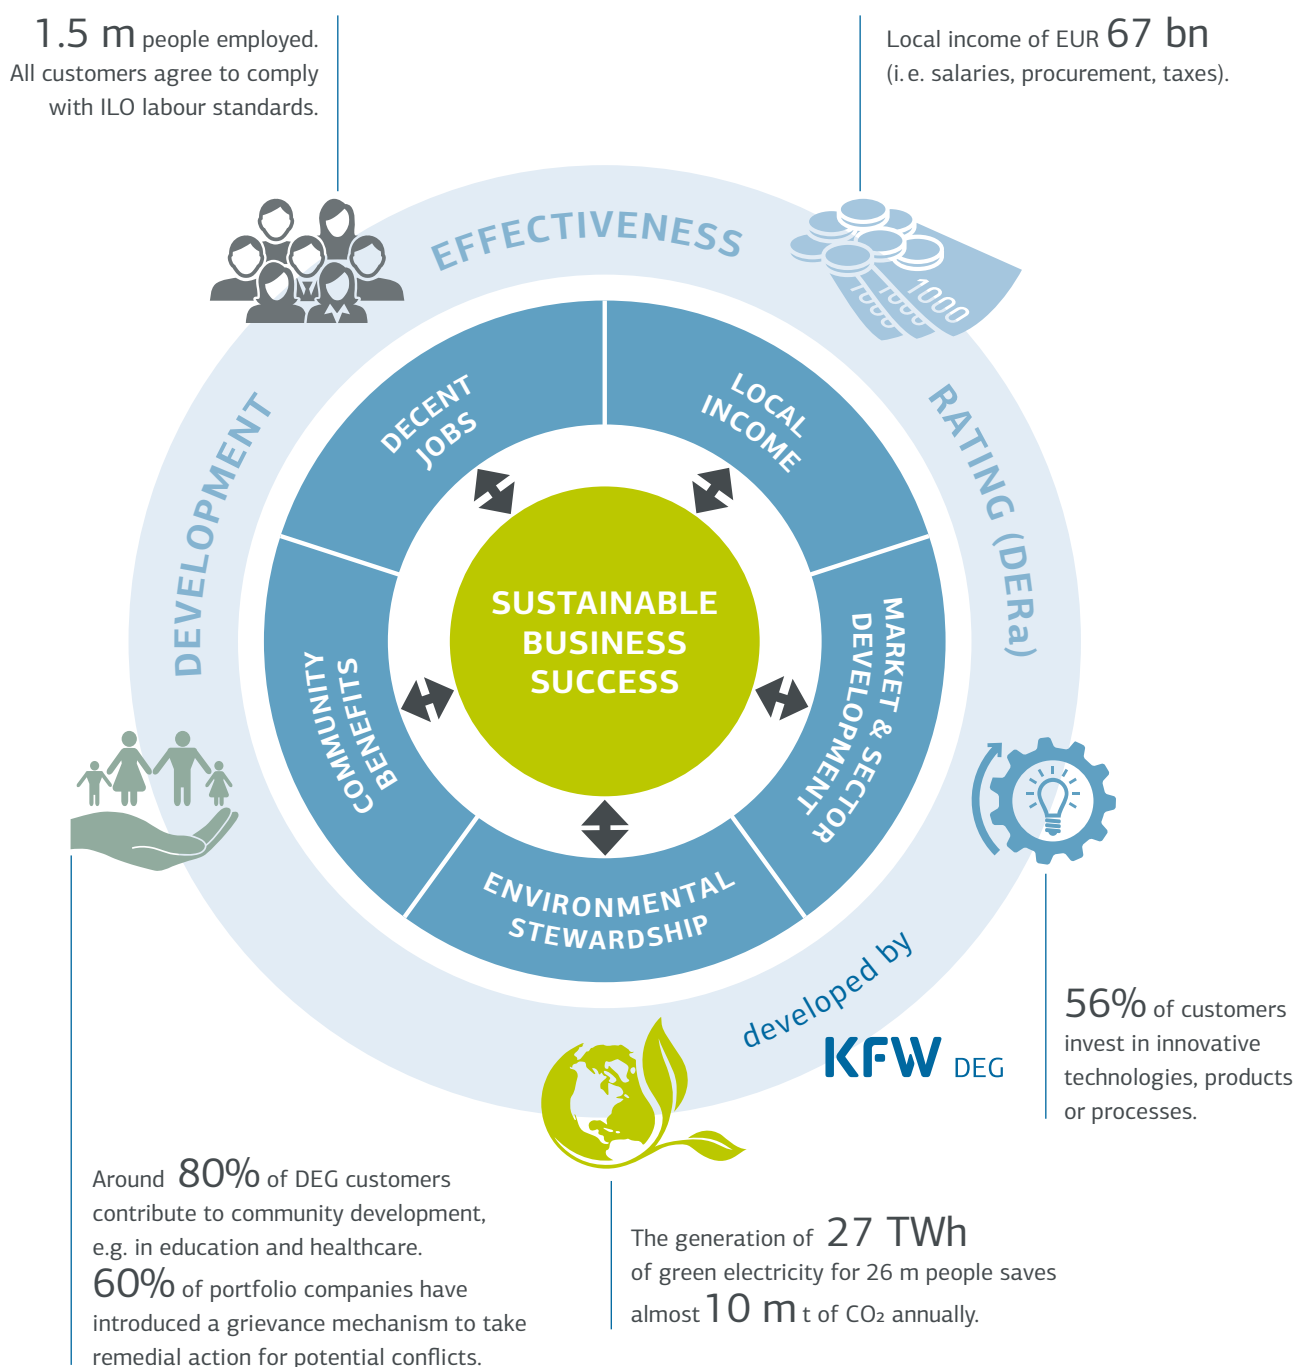 1.5 m people employed.
All customers agree to comply
with ILO labour standards.
Local income of EUR 67 bn
(i. e. salaries, procurement, taxes).
DEVELOPMENT
EFFECTIVENESS
RATING (DERa)
1000
1000
1000
DECENT
JOBS
LOCAL
INCOME
MARKET & SECTOR
DEVELOPMENT
ENVIRONMENTAL
STEWARDSHIP
COMMUNITY
BENEFITS
SUSTAINABLE
BUSINESS
SUCCESS
developed by
KFW DEG
56% of customers
invest in innovative
technologies, products
or processes.
Around 80% of DEG customers
contribute to community development,
e.g. in education and healthcare.
60% of portfolio companies have
introduced a grievance mechanism to take
remedial action for potential conflicts.
The generation of 27 TWh
of green electricity for 26 m people saves
almost 10 m t of CO₂ annually.